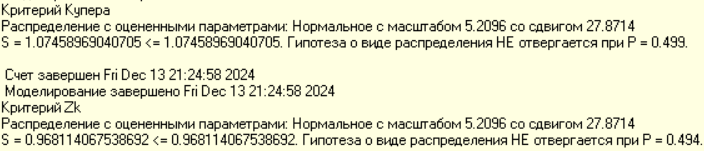 Критерий Купера
Распределение с оцененными параметрами: Нормальное с масштабом 5.2096 со сдвигом 27.8714
S = 1.07458969040705 <= 1.07458969040705. Гипотеза о виде распределения НЕ отвергается при P = 0.499.
Счет завершен Fri Dec 13 21:24:58 2024
Моделирование завершено Fri Dec 13 21:24:58 2024
Критерий Zk
Распределение с оцененными параметрами: Нормальное с масштабом 5.2096 со сдвигом 27.8714
S = 0.968114067538692 <= 0.968114067538692. Гипотеза о виде распределения НЕ отвергается при P = 0.494.